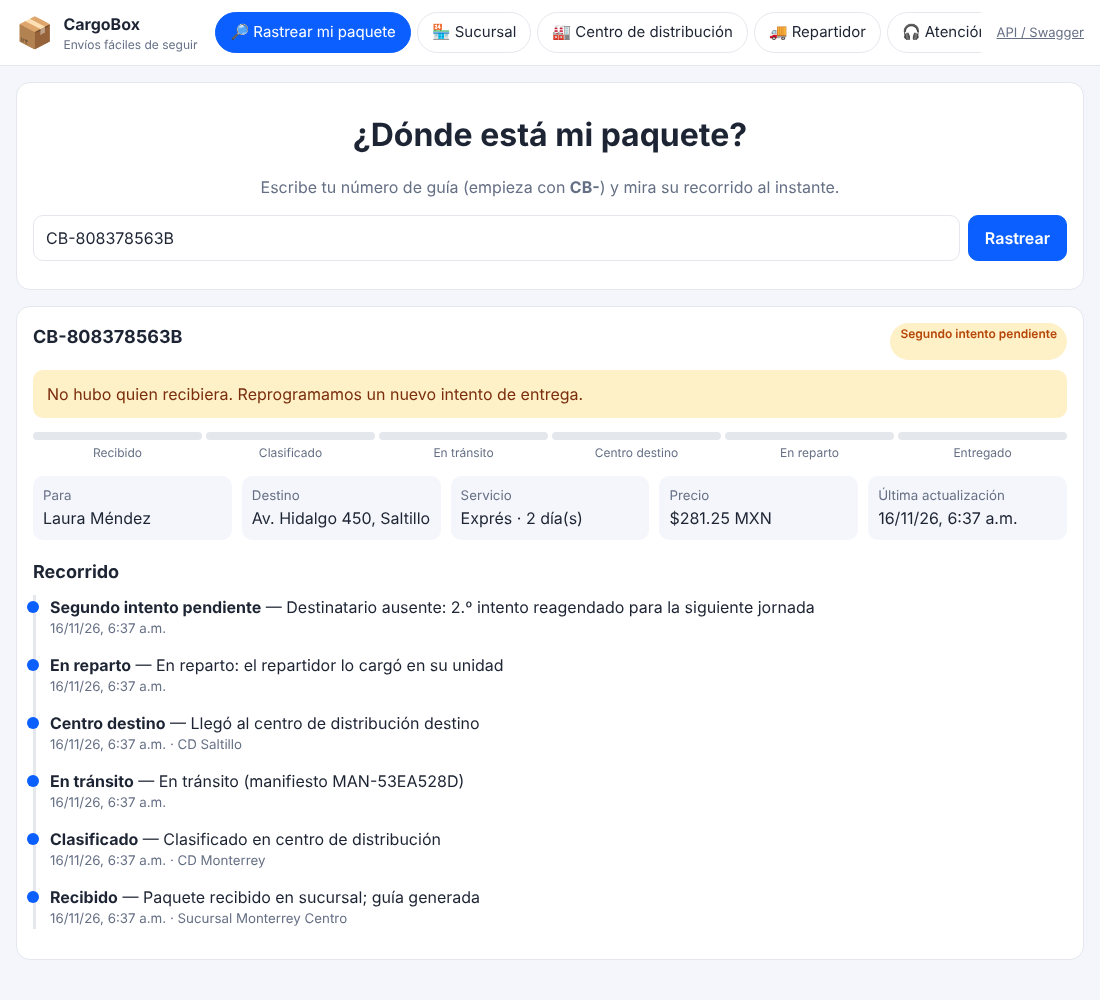 CargoBox
Envíos fáciles de seguir
Rastrear mi paquete
Sucursal
Centro de distribución
Repartidor
Atención
API / Swagger
¿Dónde está mi paquete?
Escribe tu número de guía (empieza con CB-) y mira su recorrido al instante.
CB-808378563B
Rastrear
CB-808378563B
Segundo intento pendiente
No hubo quien recibiera. Reprogramamos un nuevo intento de entrega.
Recibido
Clasificado
En tránsito
Centro destino
En reparto
Entregado
Para
Laura Méndez
Destino
Av. Hidalgo 450, Saltillo
Servicio
Exprés · 2 día(s)
Precio
$281.25 MXN
Última actualización
16/11/26, 6:37 a.m.
Recorrido
Segundo intento pendiente — Destinatario ausente: 2.º intento reagendado para la siguiente jornada
16/11/26, 6:37 a.m.
En reparto — En reparto: el repartidor lo cargó en su unidad
16/11/26, 6:37 a.m.
Centro destino — Llegó al centro de distribución destino
16/11/26, 6:37 a.m. · CD Saltillo
En tránsito — En tránsito (manifiesto MAN-53EA528D)
16/11/26, 6:37 a.m.
Clasificado — Clasificado en centro de distribución
16/11/26, 6:37 a.m. · CD Monterrey
Recibido — Paquete recibido en sucursal; guía generada
16/11/26, 6:37 a.m. · Sucursal Monterrey Centro